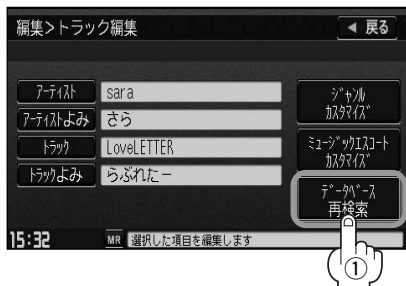 編集>トラック編集
◀ 戻る
アーティスト sara
アーティストよみ さら
トラック LoveLETTER
トラックよみ らぶれたー
ジャンル
カスタマイズ
ミュージックエスコート
カスタマイズ
データベース
再検索
15:32 MR 選択した項目を編集します
①